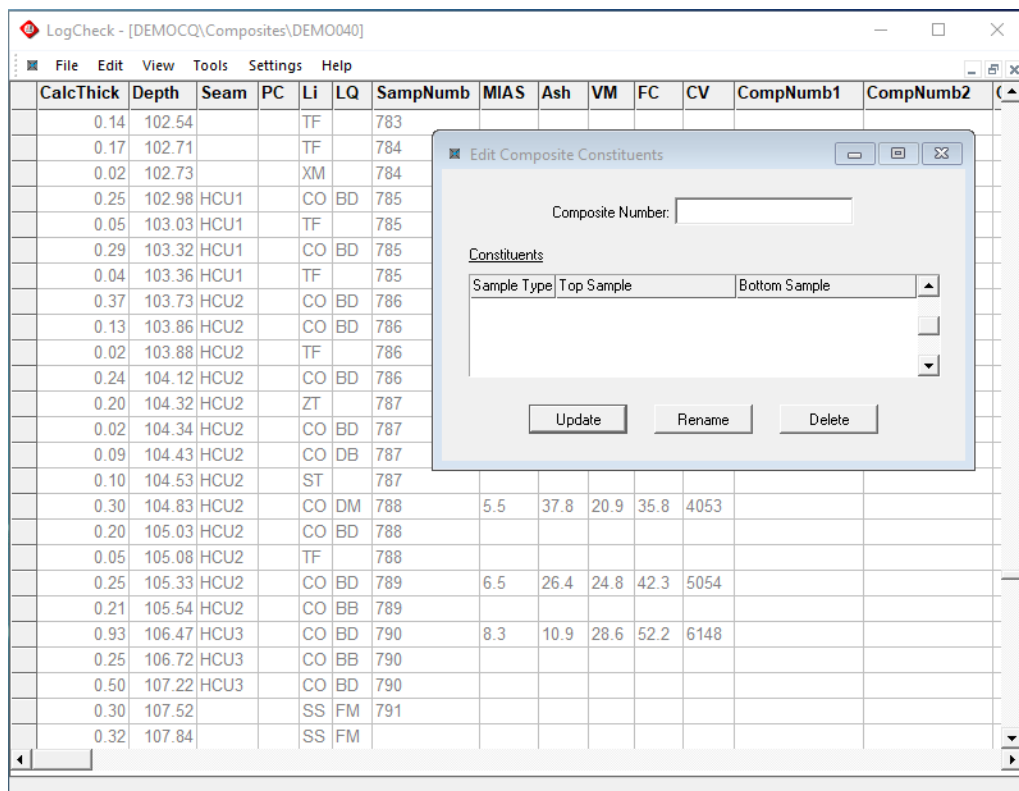 LogCheck - [DEMOCQ\Composites\DEMO040]
File Edit View Tools Settings Help
CalcThick Depth Seam PC Li LQ SampNumb MIAS Ash VM FC CV CompNumb1 CompNumb2
0.14 102.54 TF 783
0.17 102.71 TF 784
0.02 102.73 XM 784
0.25 102.98 HCU1 CO BD 785
0.05 103.03 HCU1 TF 785
0.29 103.32 HCU1 CO BD 785
0.04 103.36 HCU1 TF 785
0.37 103.73 HCU2 CO BD 786
0.13 103.86 HCU2 CO BD 786
0.02 103.88 HCU2 TF 786
0.24 104.12 HCU2 CO BD 786
0.20 104.32 HCU2 ZT 787
0.02 104.34 HCU2 CO BD 787
0.09 104.43 HCU2 CO DB 787
0.10 104.53 HCU2 ST 787
0.30 104.83 HCU2 CO DM 788 5.5 37.8 20.9 35.8 4053
0.20 105.03 HCU2 CO BD 788
0.05 105.08 HCU2 TF 788
0.25 105.33 HCU2 CO BD 789 6.5 26.4 24.8 42.3 5054
0.21 105.54 HCU2 CO BB 789
0.93 106.47 HCU3 CO BD 790 8.3 10.9 28.6 52.2 6148
0.25 106.72 HCU3 CO BB 790
0.50 107.22 HCU3 CO BD 790
0.30 107.52 SS FM 791
0.32 107.84 SS FM
Edit Composite Constituents
Composite Number:
Constituents
Sample Type Top Sample Bottom Sample
Update Rename Delete